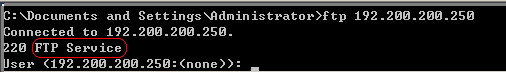 C:\Documents and Settings\Administrator>ftp 192.200.200.250
Connected to 192.200.200.250.
220 FTP Service
User (192.200.200.250:(none)):